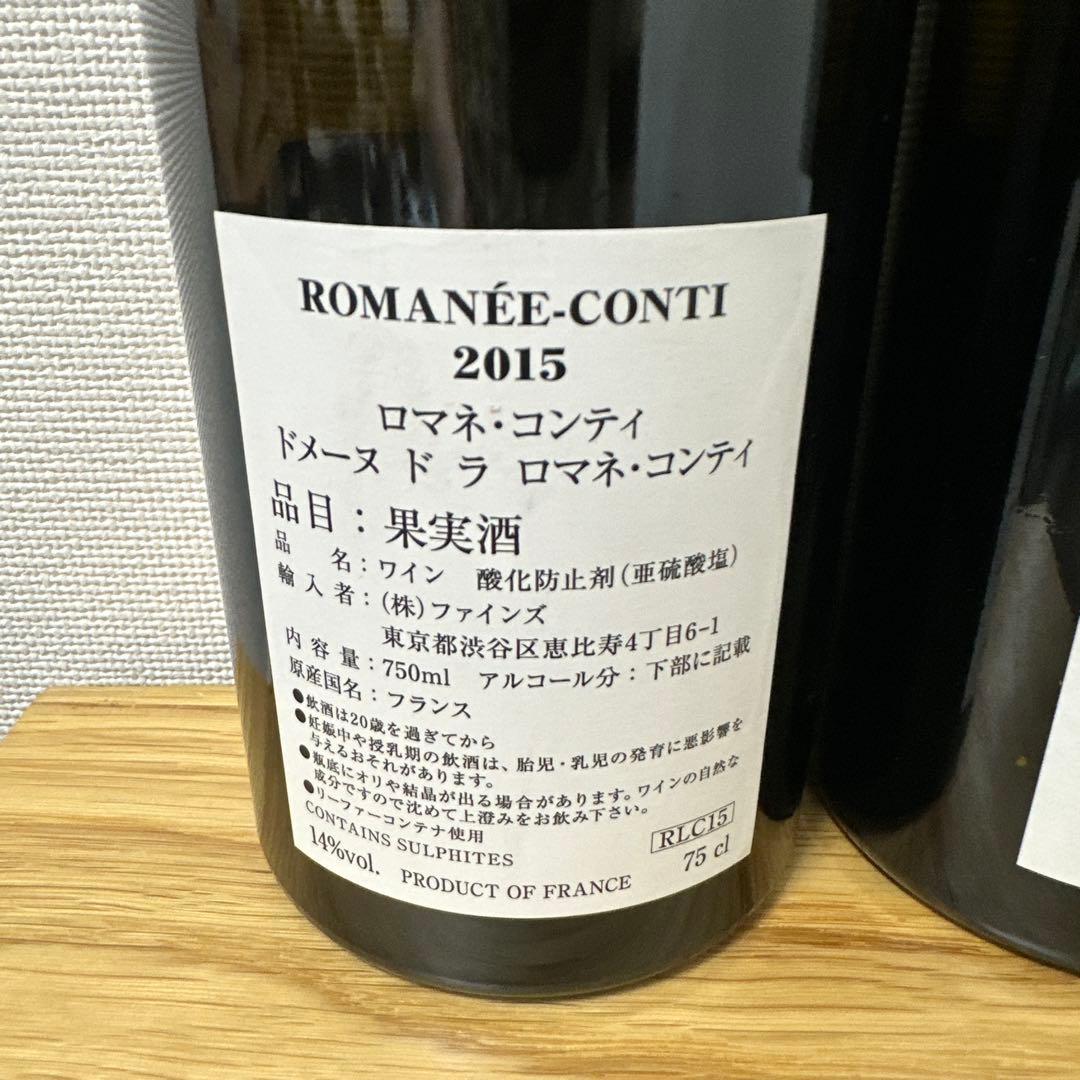 ROMANÉE-CONTI
2015
ロマネ・コンティ
ドメーヌ ド ラ ロマネ・コンティ
品目：果実酒
品 名：ワイン 酸化防止剤（亜硫酸塩）
輸入者：（株）ファインズ
東京都渋谷区恵比寿4丁目6-1
内容量：750ml アルコール分：下部に記載
原産国名：フランス
●飲酒は20歳を過ぎてから
●妊娠中や授乳期の飲酒は、胎児・乳児の発育に悪影響を
与えるおそれがあります。
●瓶底にオリや結晶が出る場合があります。ワインの自然な
成分ですので沈めて上澄みをお飲み下さい。
●リーファーコンテナ使用
CONTAINS SULPHITES RLC15
14%vol. PRODUCT OF FRANCE 75 cl